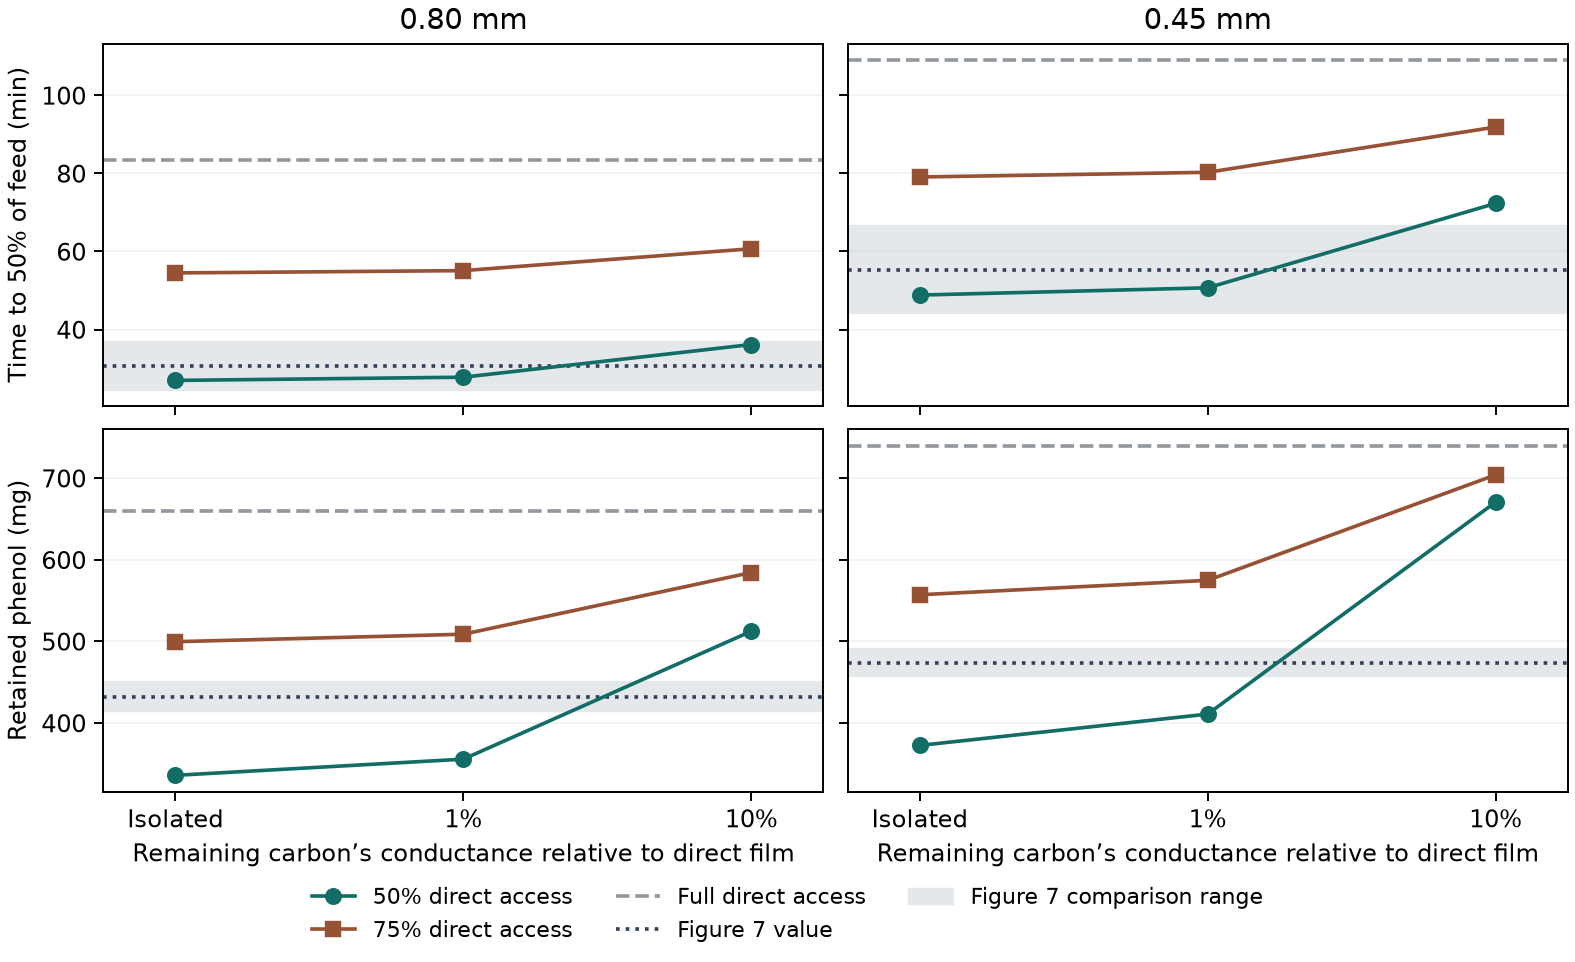 0.80 mm
0.45 mm
Time to 50% of feed (min)
100
80
60
40
Retained phenol (mg)
700
600
500
400
Isolated
1%
10%
Isolated
1%
10%
Remaining carbon’s conductance relative to direct film
Remaining carbon’s conductance relative to direct film
50% direct access
75% direct access
Full direct access
Figure 7 value
Figure 7 comparison range